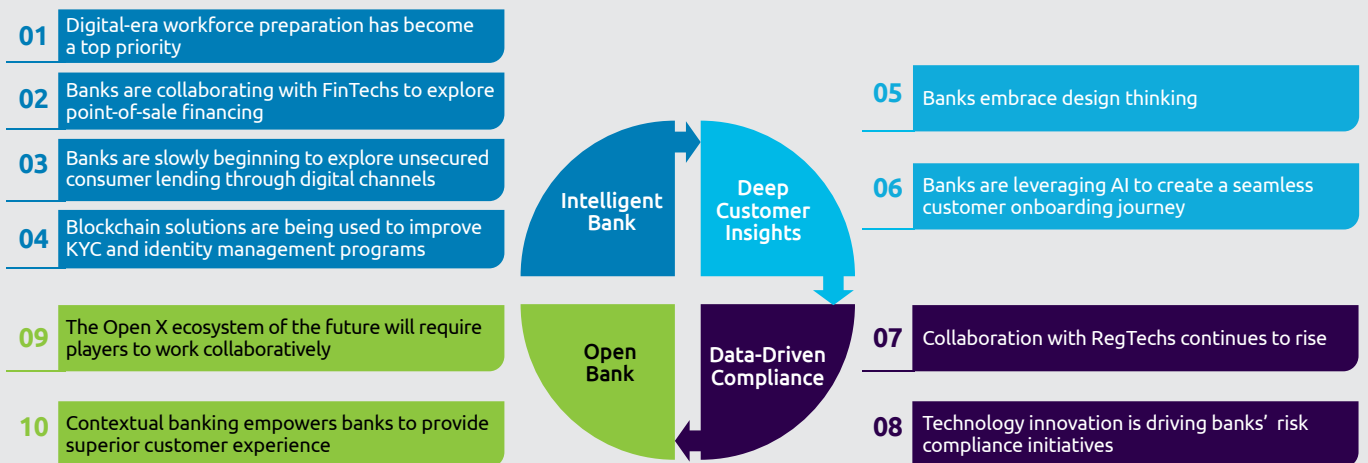 01
Digital-era workforce preparation has become
a top priority
02
Banks are collaborating with FinTechs to explore
point-of-sale financing
03
Banks are slowly beginning to explore unsecured
consumer lending through digital channels
04
Blockchain solutions are being used to improve
KYC and identity management programs
Intelligent
Bank
Deep
Customer
Insights
05
Banks embrace design thinking
06
Banks are leveraging AI to create a seamless
customer onboarding journey
09
The Open X ecosystem of the future will require
players to work collaboratively
10
Contextual banking empowers banks to provide
superior customer experience
Open
Bank
Data-Driven
Compliance
07
Collaboration with RegTechs continues to rise
08
Technology innovation is driving banks’ risk
compliance initiatives